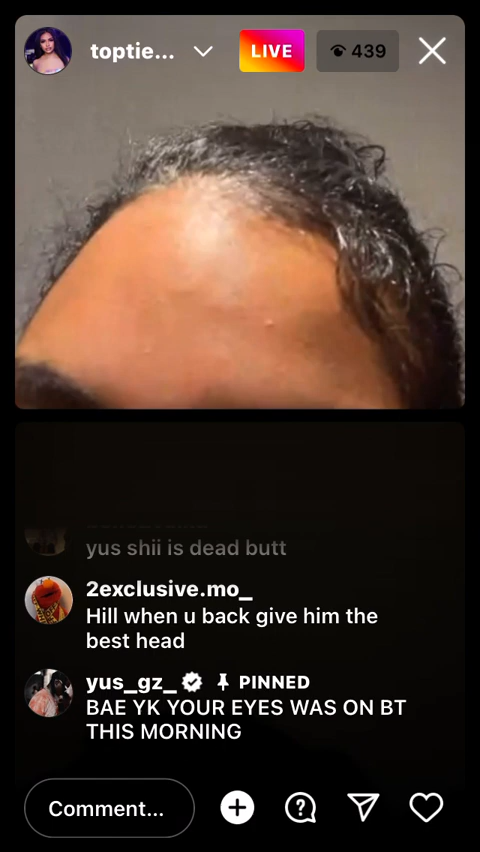 toptie...
LIVE
439
yus shii is dead butt
2exclusive.mo_
Hill when u back give him the
best head
yus_gz_ PINNED
BAE YK YOUR EYES WAS ON BT
THIS MORNING
Comment...